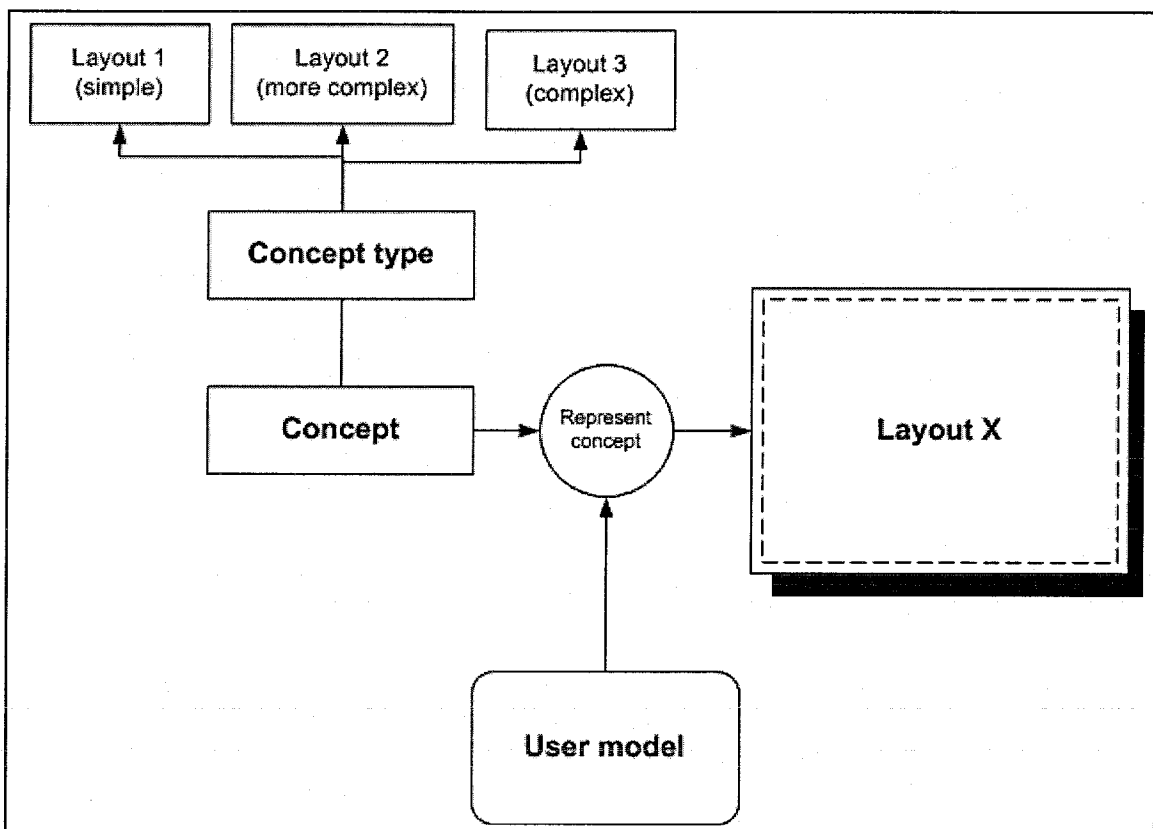 Layout 1
(simple)
Layout 2
(more complex)
Layout 3
(complex)
Concept type
Concept
Represent
concept
Layout X
User model